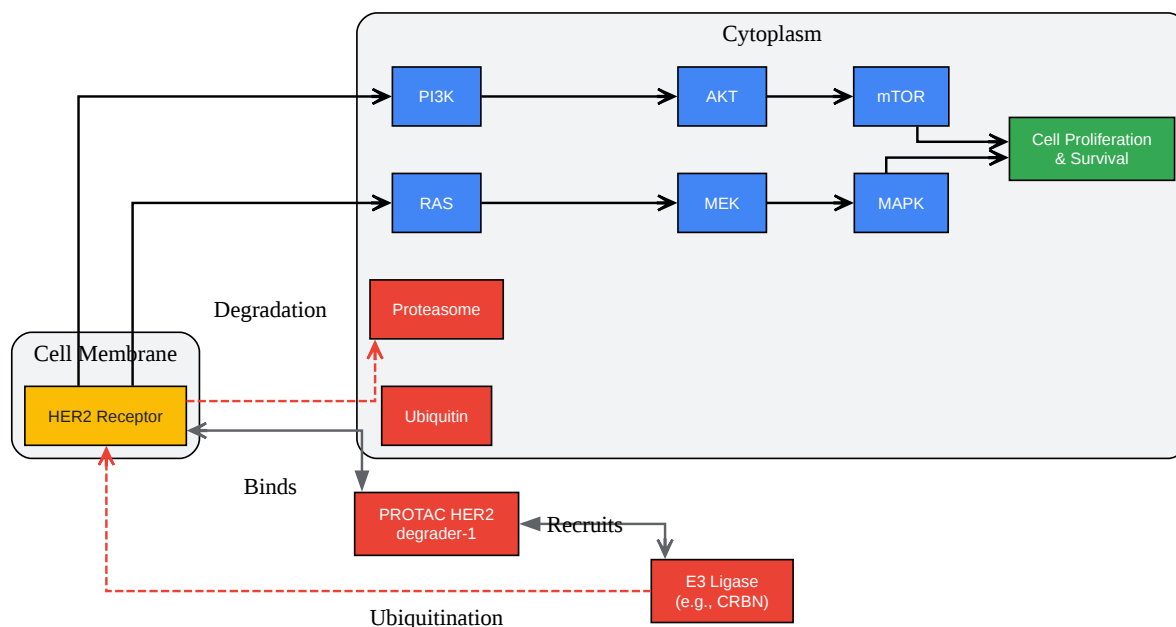 Cytoplasm
PI3K
AKT
mTOR
Cell Proliferation
& Survival
RAS
MEK
MAPK
Degradation
Proteasome
Cell Membrane
HER2 Receptor
Ubiquitin
Binds
PROTAC HER2
degrader-1
Recruits
E3 Ligase
(e.g., CRBN)
Ubiquitination